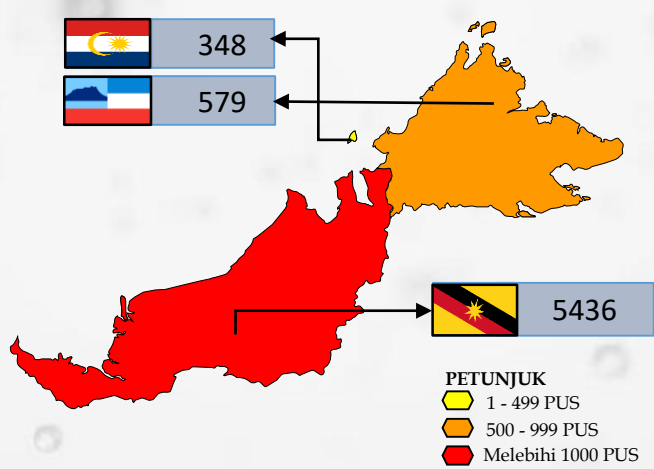 348
579
5436
PETUNJUK
1 - 499 PUS
500 - 999 PUS
Melebihi 1000 PUS